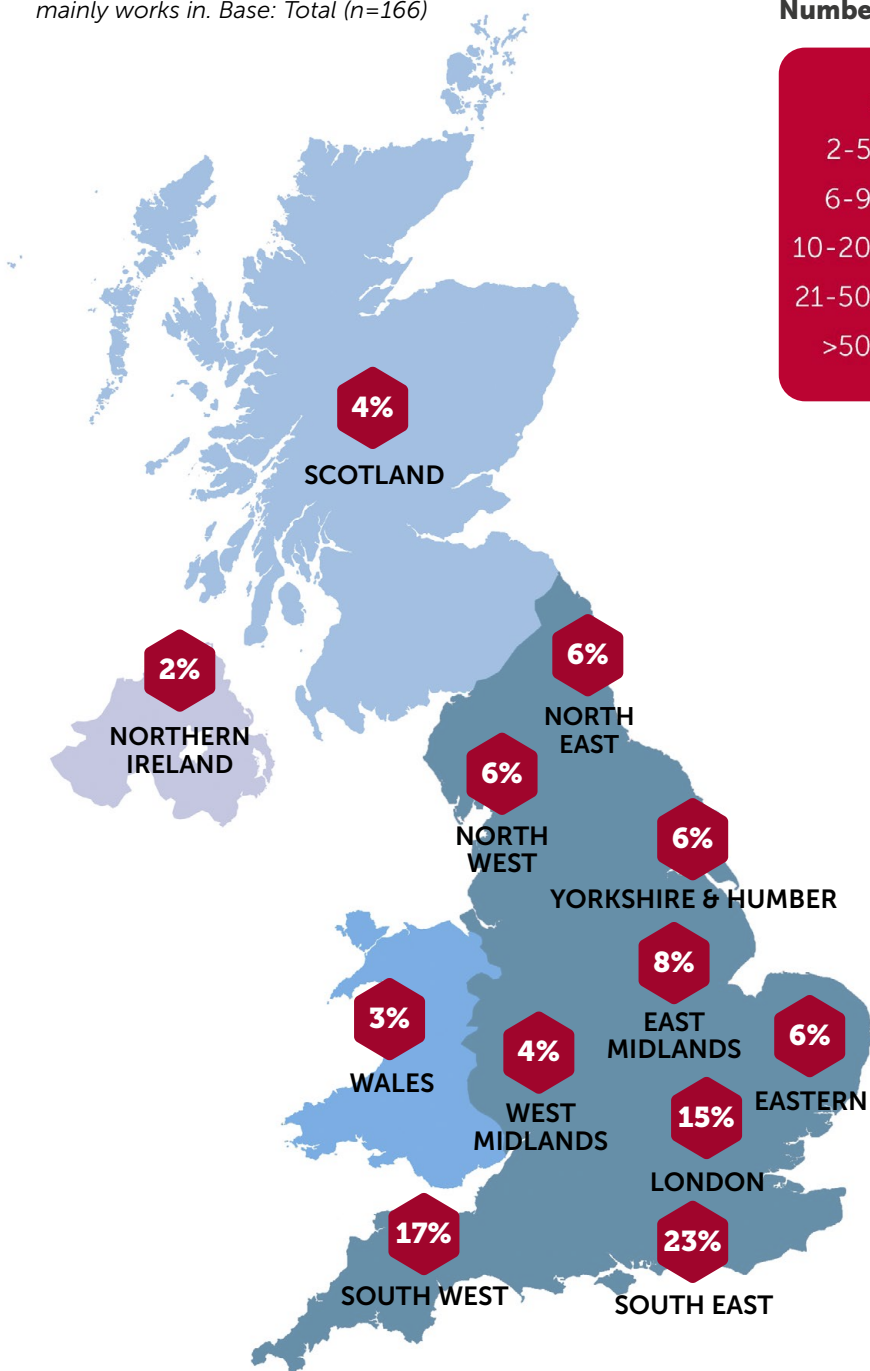 mainly works in. Base: Total (n=166)
Numbe
2-5
6-9
10-20
21-50
>50
4%
SCOTLAND
2%
NORTHERN
IRELAND
6%
NORTH
EAST
6%
NORTH
WEST
6%
YORKSHIRE & HUMBER
8%
EAST
MIDLANDS
3%
WALES
4%
WEST
MIDLANDS
6%
EASTERN
15%
LONDON
17%
SOUTH WEST
23%
SOUTH EAST